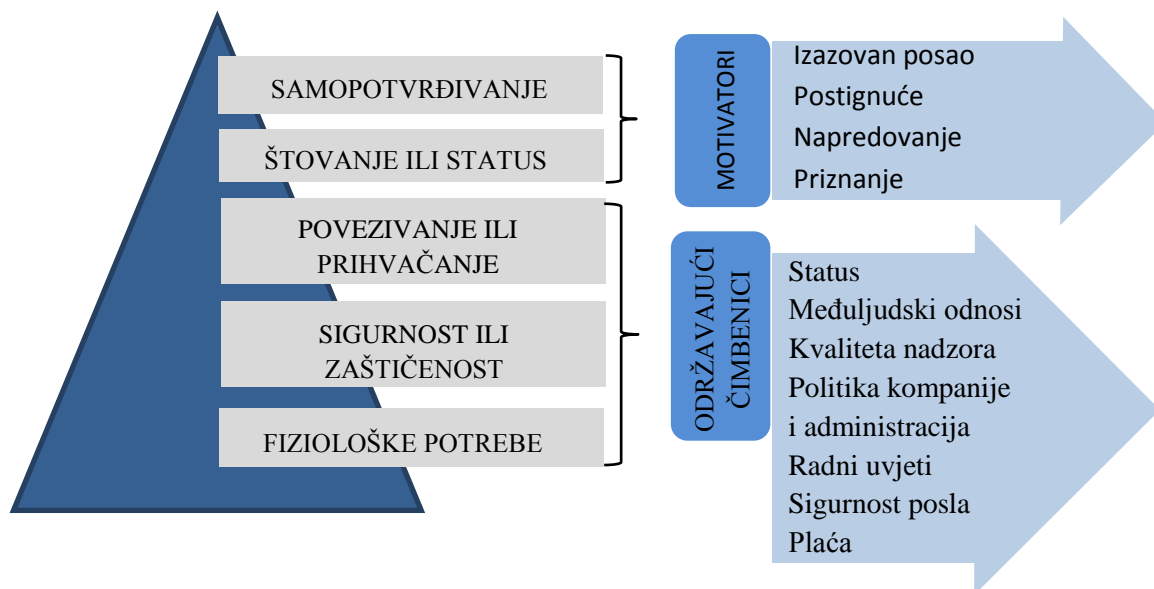 SAMOPOTVRĐIVANJE
ŠTOVANJE ILI STATUS
POVEZIVANJE ILI
PRIHVAČANJE
SIGURNOST ILI
ZAŠTIČENOST
FIZIOLOŠKE POTREBE
MOTIVATORI
Izazovan posao
Postignuće
Napredovanje
Priznanje
ODRŽAVAJUĆI
ČIMBENICI
Status
Međuljudski odnosi
Kvaliteta nadzora
Politika kompanije
i administracija
Radni uvjeti
Sigurnost posla
Plaća